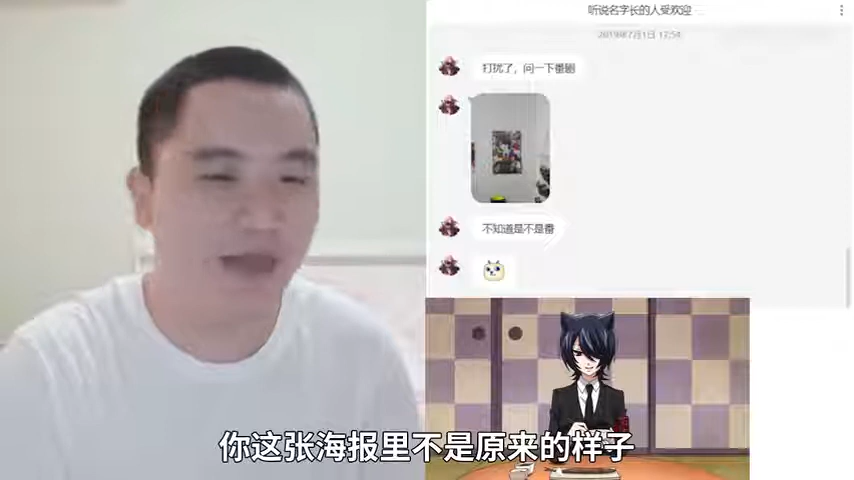 听说名字长的人受欢迎
2019年7月1日 17:54
打扰了，问一下番剧
不知道是不是番
你这张海报里不是原来的样子